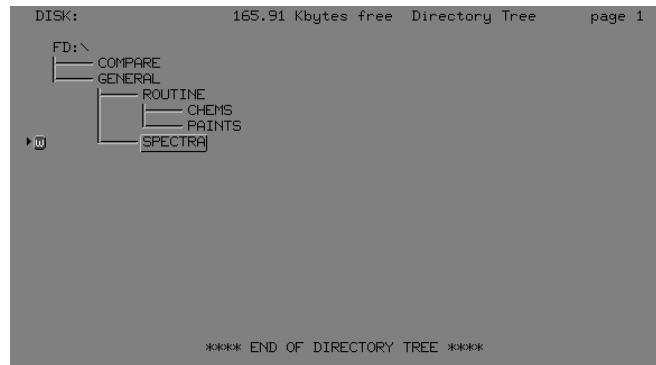 DISK: 165.91 Kbytes free Directory Tree page 1
FD:\
COMPARE
GENERAL
ROUTINE
CHEMS
PAINTS
W SPECTRA
**** END OF DIRECTORY TREE ****